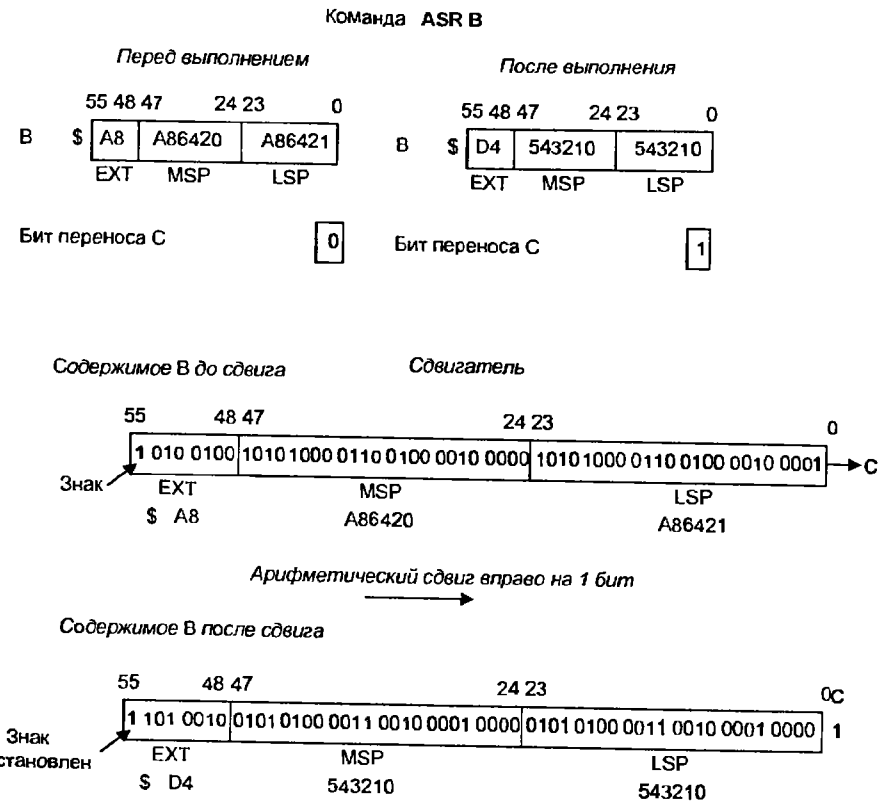 Команда ASR B
Перед выполнением
После выполнения
55 48 47 24 23 0
55 48 47 24 23 0
В $ A8 A86420 A86421
В $ D4 543210 543210
EXT MSP LSP
EXT MSP LSP
Бит переноса С 0
Бит переноса С 1
Содержимое В до сдвига
Сдвигатель
55 48 47 24 23 0
1 010 0100 1010 1000 0110 0100 0010 0000 1010 1000 0110 0100 0010 0001 C
Знак
EXT MSP LSP
$ A8 A86420 A86421
Арифметический сдвиг вправо на 1 бит
Содержимое В после сдвига
55 48 47 24 23 0C
1 101 0010 0101 0100 0011 0010 0001 0000 0101 0100 0011 0010 0001 0000 1
Знак
становлен
EXT MSP LSP
$ D4 543210 543210